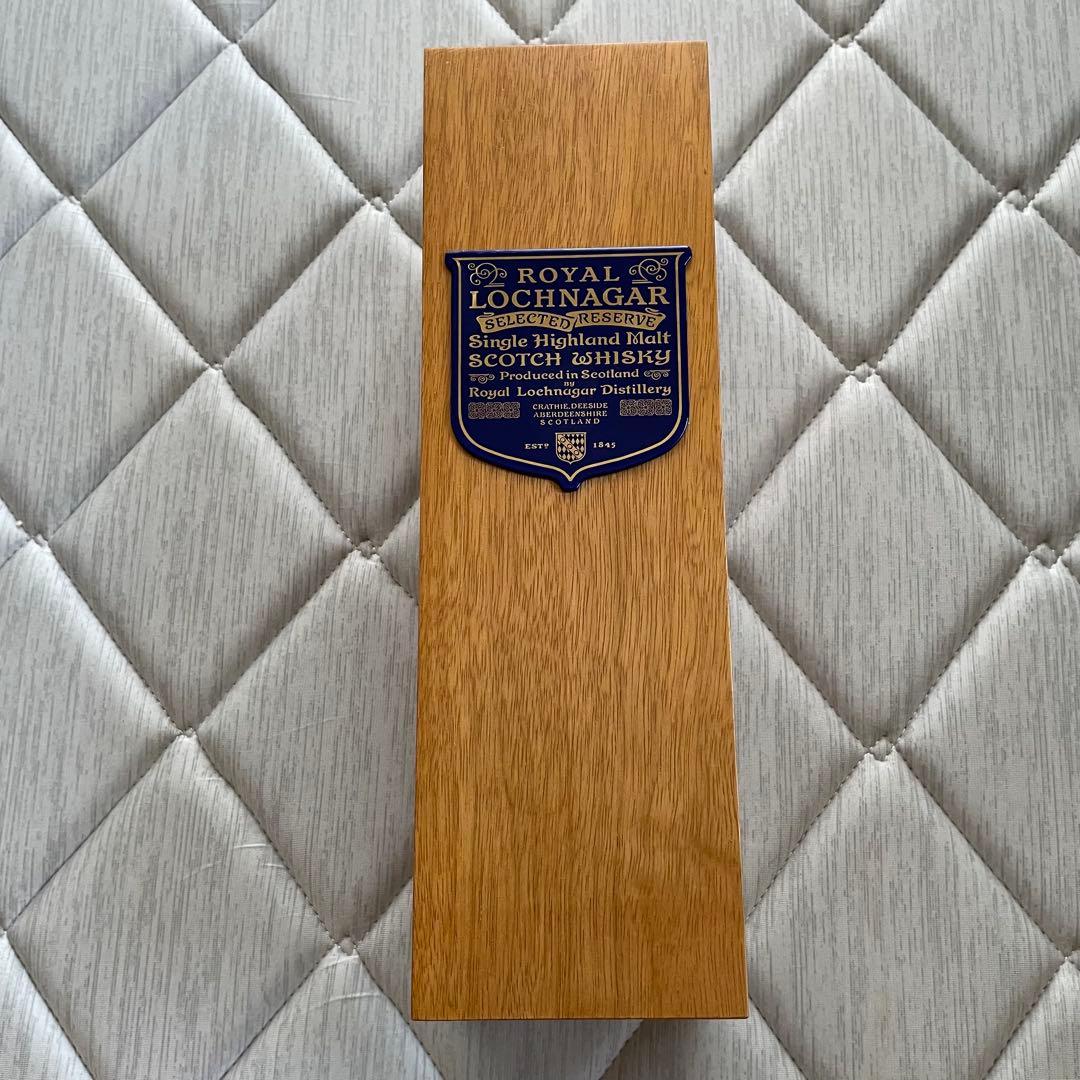 ROYAL
LOCHNAGAR
SELECTED RESERVE
Single Highland Malt
SCOTCH WHISKY
Produced in Scotland
BY
Royal Lochnagar Distillery
CRATHIE, DEESIDE
ABERDEENSHIRE
SCOTLAND
ESTD 1845